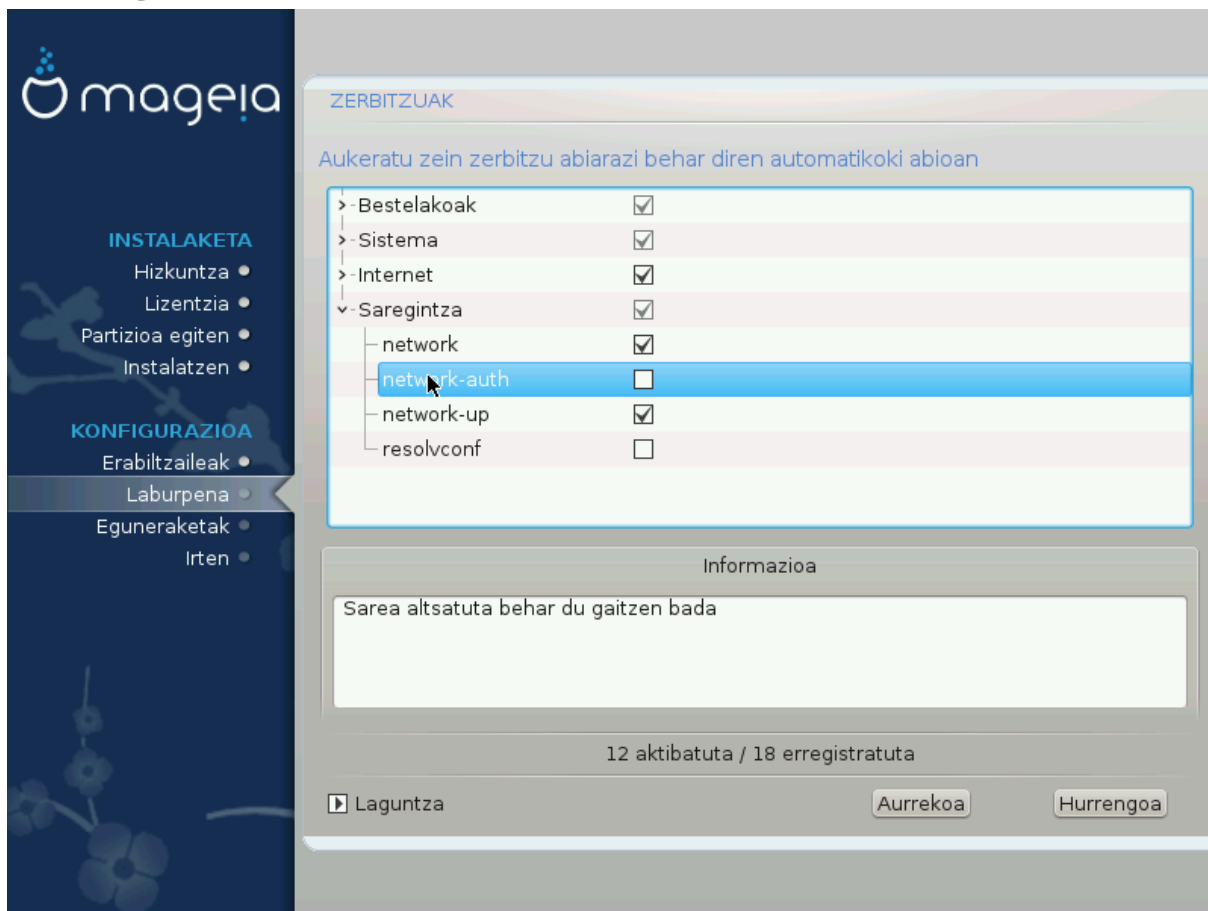 mageia
INSTALAKETA
Hizkuntza
Lizentzia
Partizioa egiten
Instalatzen
KONFIGURAZIOA
Erabiltzaileak
Laburpena
Eguneraketak
Irten
ZERBITZUAK
Aukeratu zein zerbitzu abiarazi behar diren automatikoki abioan
Bestelakoak
Sistema
Internet
Saregintza
network
network-auth
network-up
resolvconf
Informazioa
Sarea altsatuta behar du gaitzen bada
12 aktibatuta / 18 erregistratuta
Laguntza
Aurrekoa
Hurrengoa